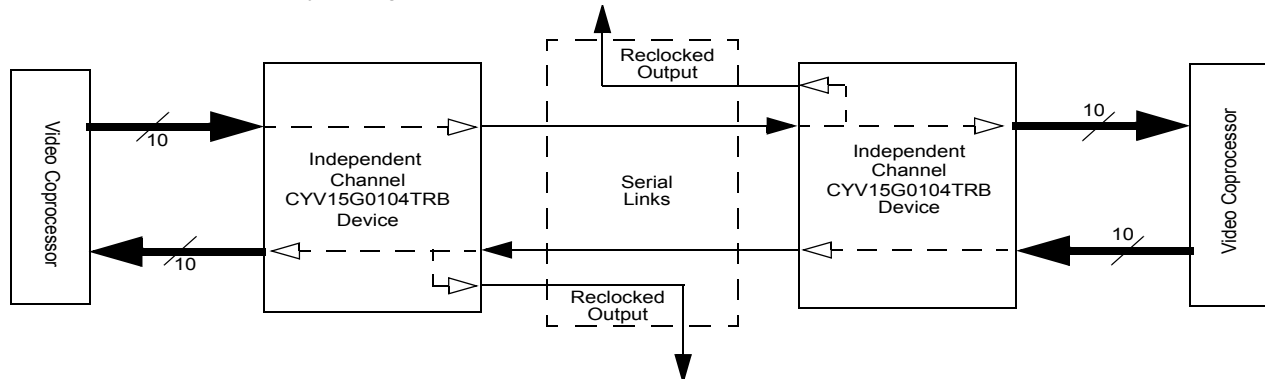 Reclocked
Output
Video Coprocessor
10
10
Independent
Channel
CYV15G0104TRB
Device
Serial
Links
Independent
Channel
CYV15G0104TRB
Device
10
10
Video Coprocessor
Reclocked
Output